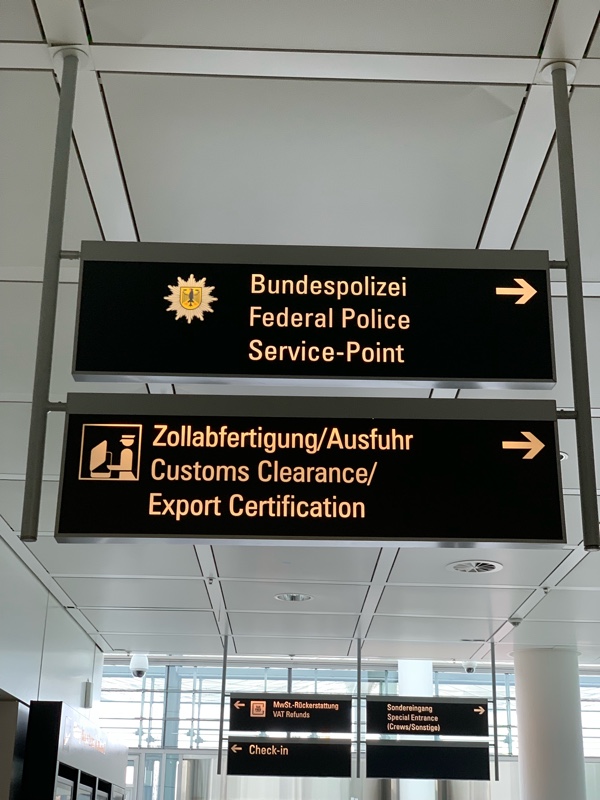 Bundespolizei
Federal Police
Service-Point
Zollabfertigung/Ausfuhr
Customs Clearance/
Export Certification
MwSt.-Rückerstattung
VAT Refunds
Check-in
Sondereingang
Special Entrance
(Crews/Sonstige)